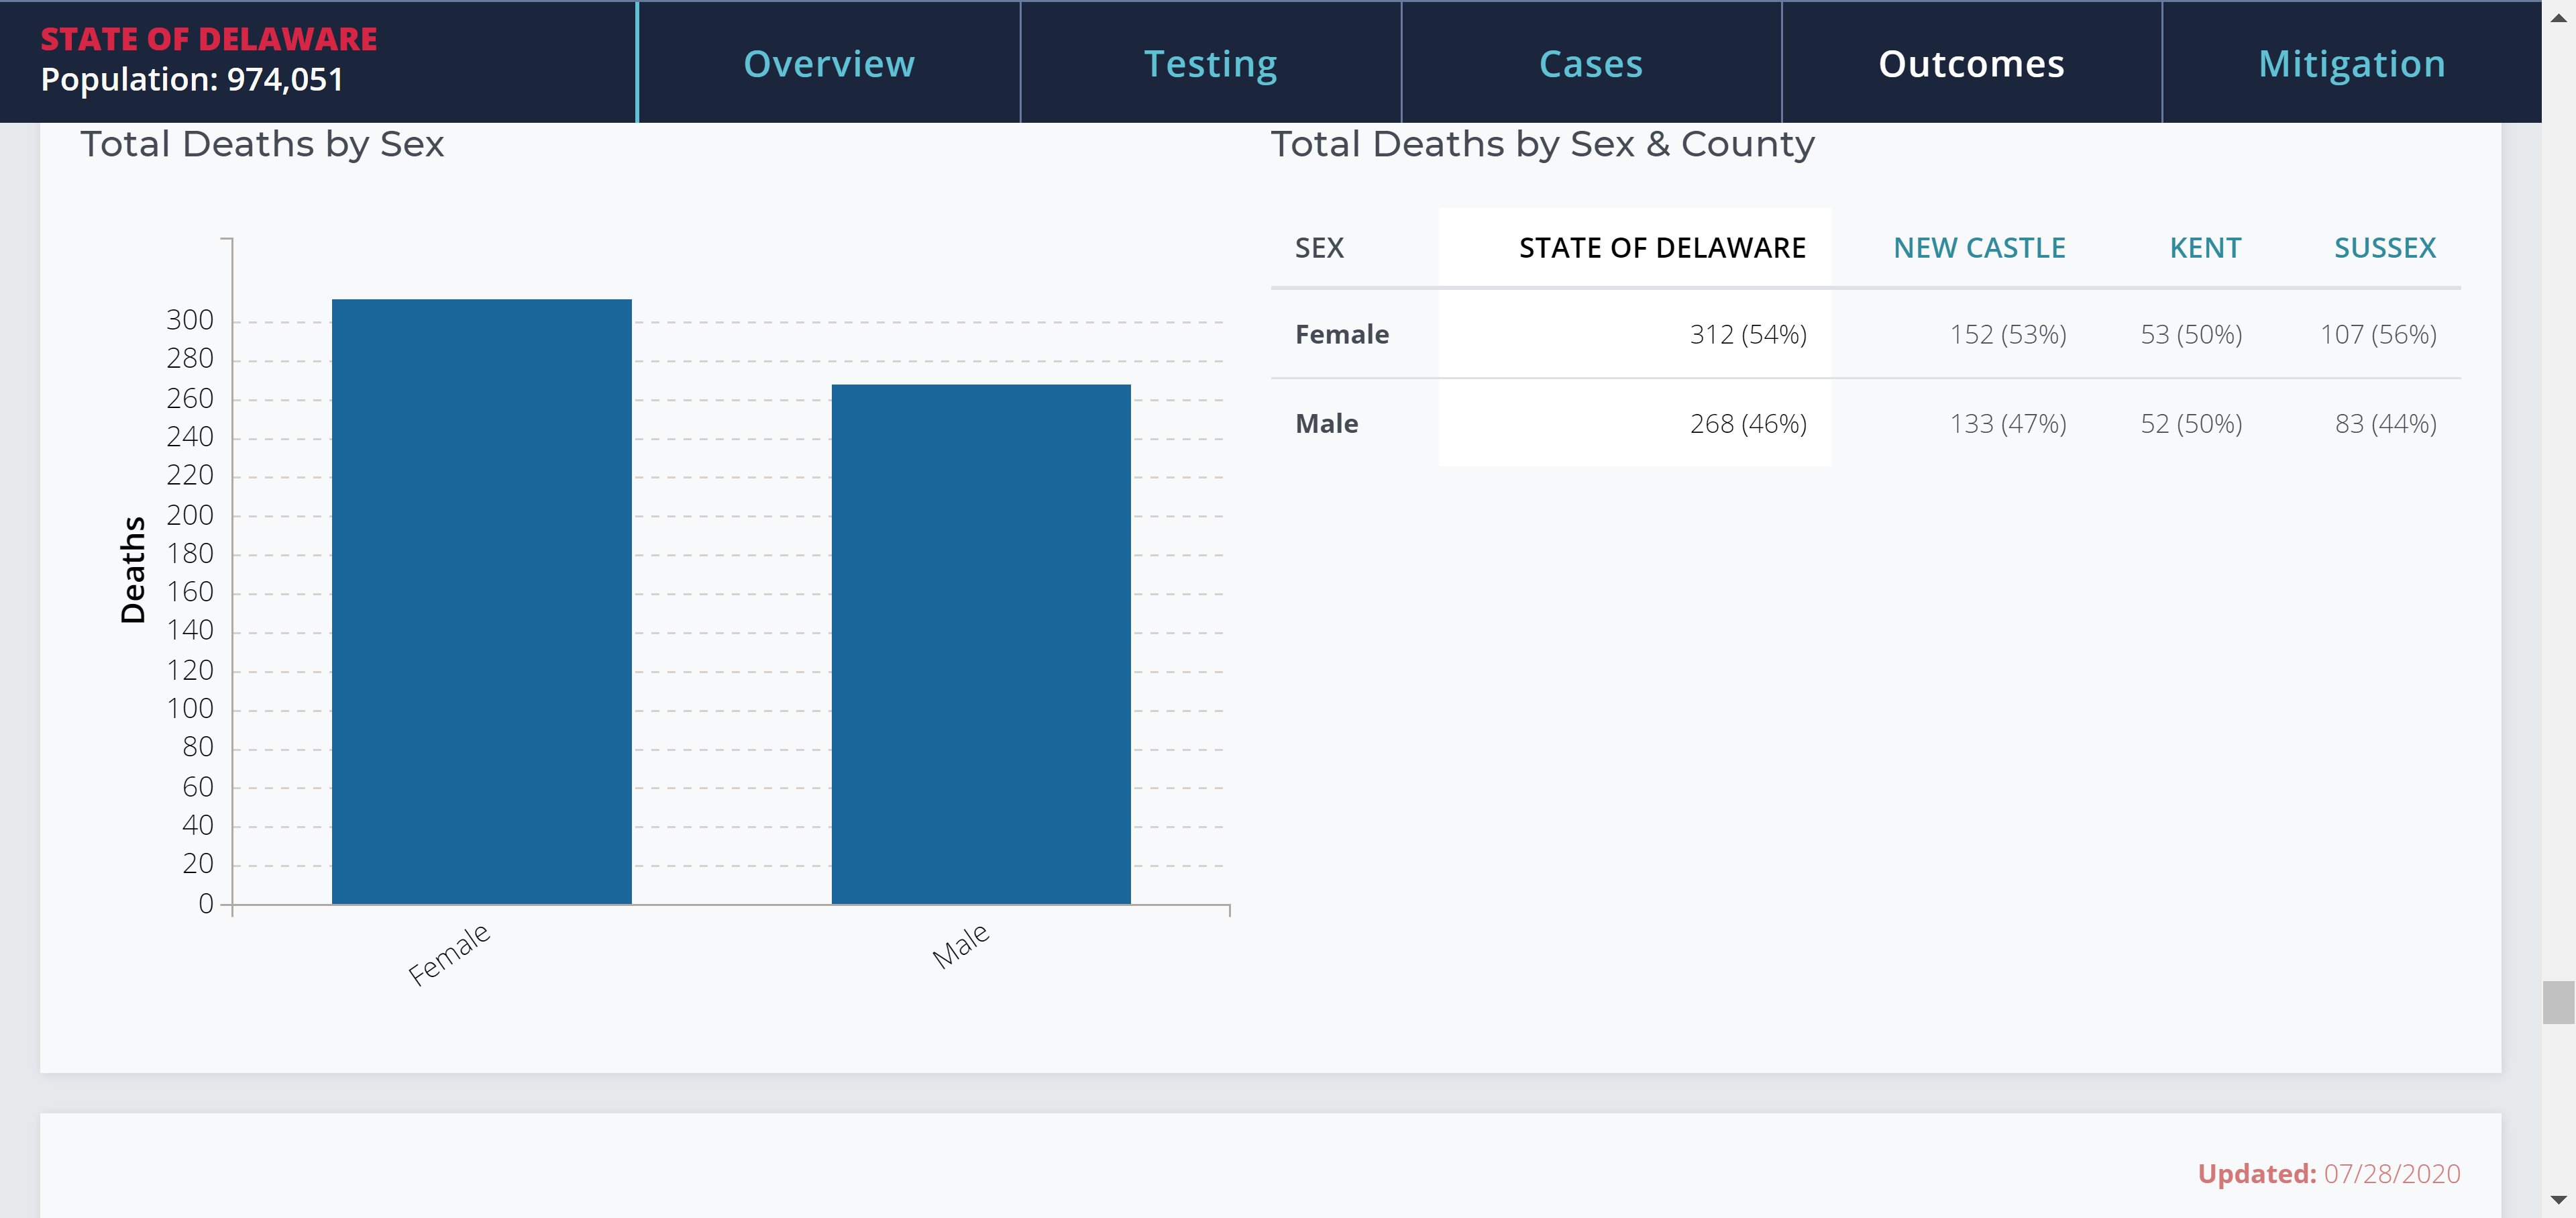 STATE OF DELAWARE
Population: 974,051
Overview
Testing
Cases
Outcomes
Mitigation
Total Deaths by Sex
Deaths
300
280
260
240
220
200
180
160
140
120
100
80
60
40
20
0
Female
Male
Total Deaths by Sex & County
SEX STATE OF DELAWARE NEW CASTLE KENT SUSSEX
Female 312 (54%) 152 (53%) 53 (50%) 107 (56%)
Male 268 (46%) 133 (47%) 52 (50%) 83 (44%)
Updated: 07/28/2020